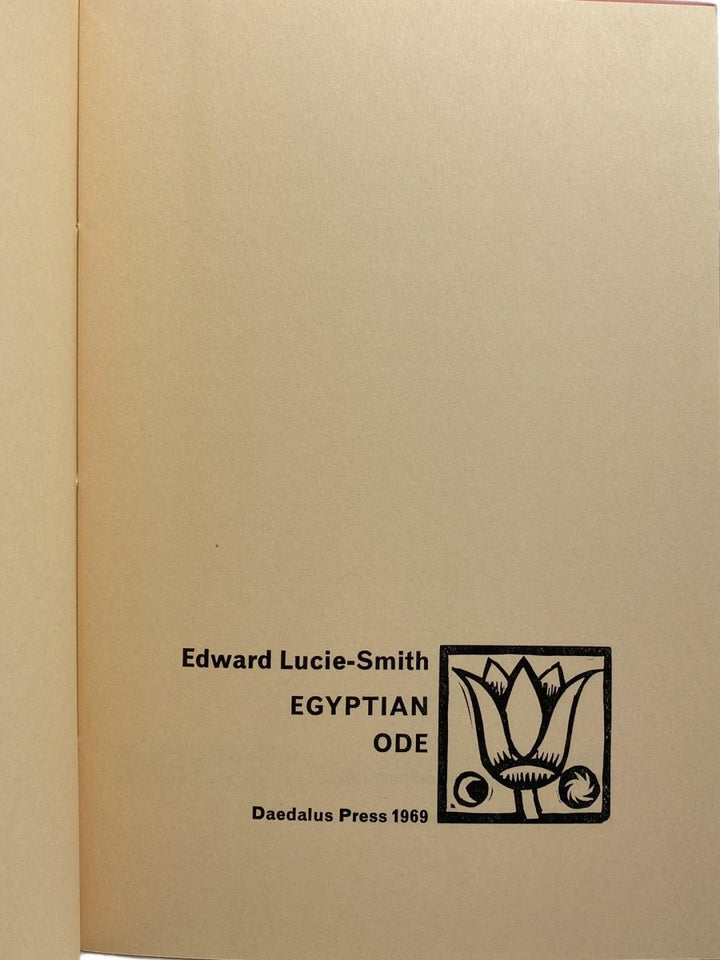 Edward Lucie-Smith
EGYPTIAN
ODE
Daedalus Press 1969